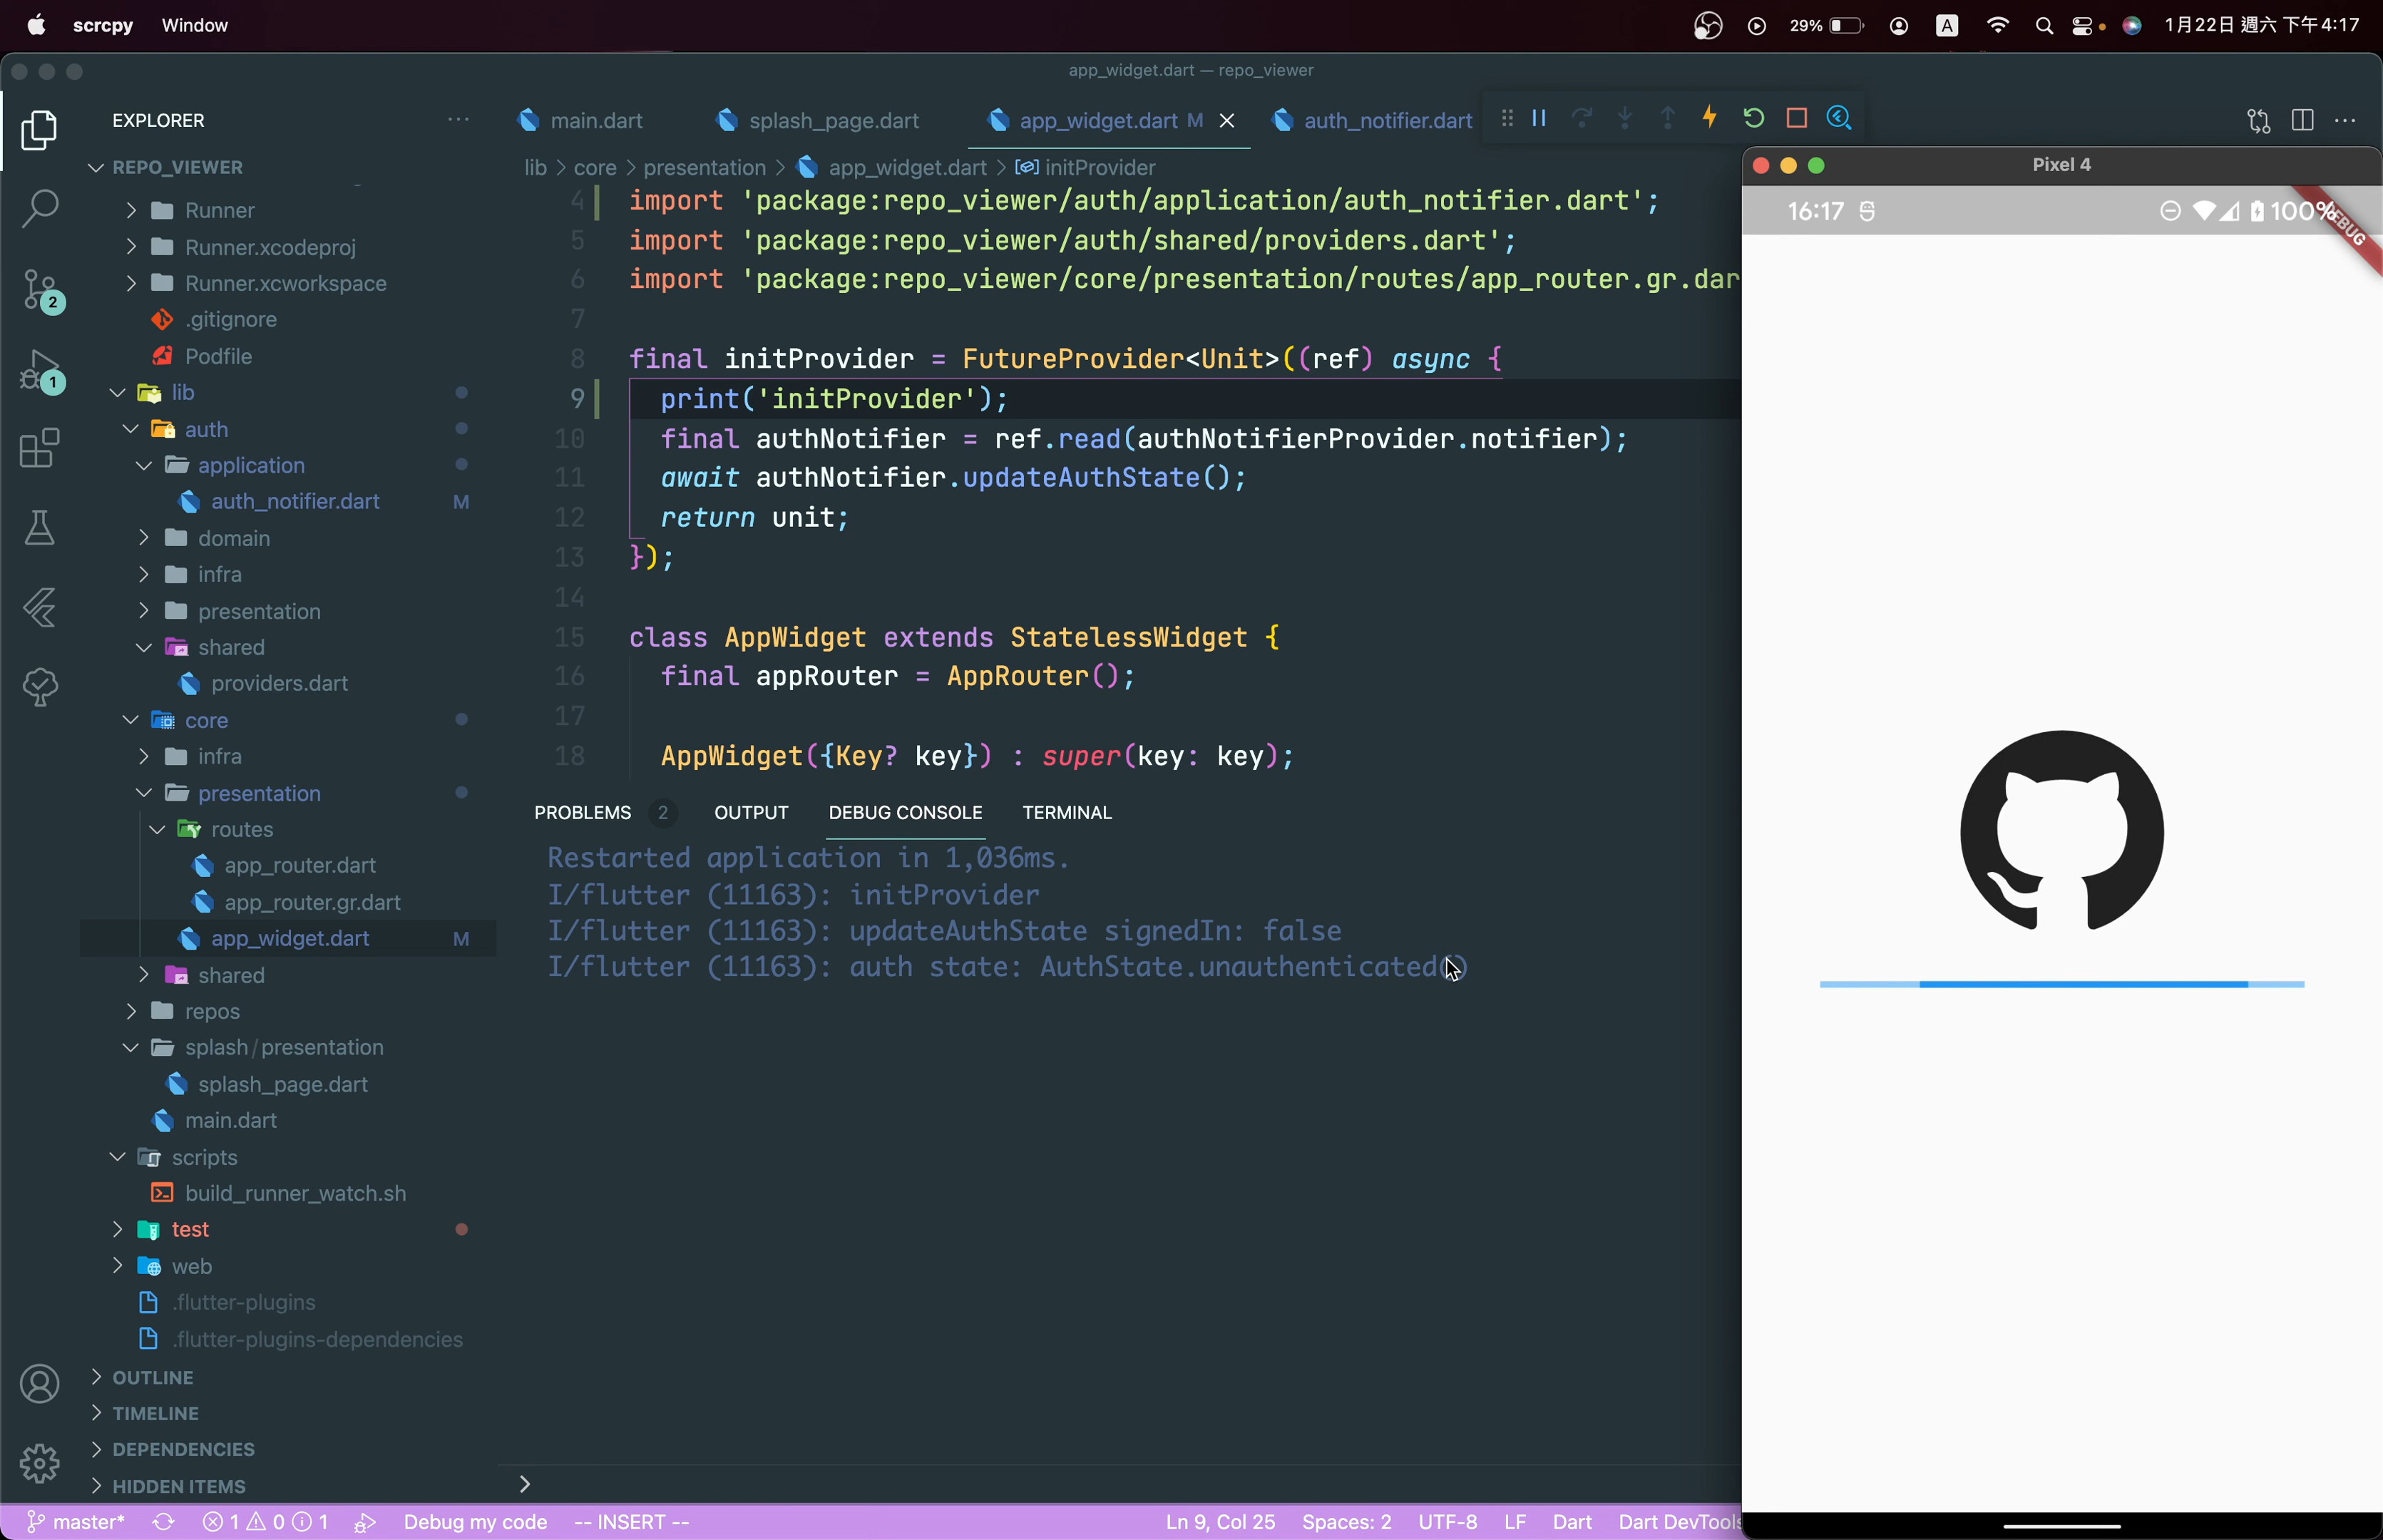 scrcpy Window 29% A 1月22日 週六 下午4:17
app_widget.dart — repo_viewer
EXPLORER
main.dart splash_page.dart app_widget.dart M auth_notifier.dart
REPO_VIEWER
lib > core > presentation > app_widget.dart > initProvider
Runner
Runner.xcodeproj
Runner.xcworkspace
.gitignore
Podfile
lib
auth
application
auth_notifier.dart M
domain
infra
presentation
shared
providers.dart
core
infra
presentation
routes
app_router.dart
app_router.gr.dart
app_widget.dart M
shared
repos
splash/presentation
splash_page.dart
main.dart
scripts
build_runner_watch.sh
test
web
.flutter-plugins
.flutter-plugins-dependencies
OUTLINE
TIMELINE
DEPENDENCIES
HIDDEN ITEMS
2
1
4 import 'package:repo_viewer/auth/application/auth_notifier.dart';
5 import 'package:repo_viewer/auth/shared/providers.dart';
6 import 'package:repo_viewer/core/presentation/routes/app_router.gr.dar
7
8 final initProvider = FutureProvider<Unit>((ref) async {
9 print('initProvider');
10 final authNotifier = ref.read(authNotifierProvider.notifier);
11 await authNotifier.updateAuthState();
12 return unit;
13 });
14
15 class AppWidget extends StatelessWidget {
16 final appRouter = AppRouter();
17
18 AppWidget({Key? key}) : super(key: key);
PROBLEMS 2 OUTPUT DEBUG CONSOLE TERMINAL
Restarted application in 1,036ms.
I/flutter (11163): initProvider
I/flutter (11163): updateAuthState signedIn: false
I/flutter (11163): auth state: AuthState.unauthenticated()
Pixel 4
16:17 100%
DEBUG
master* 1 0 1 Debug my code -- INSERT -- Ln 9, Col 25 Spaces: 2 UTF-8 LF Dart Dart DevTools